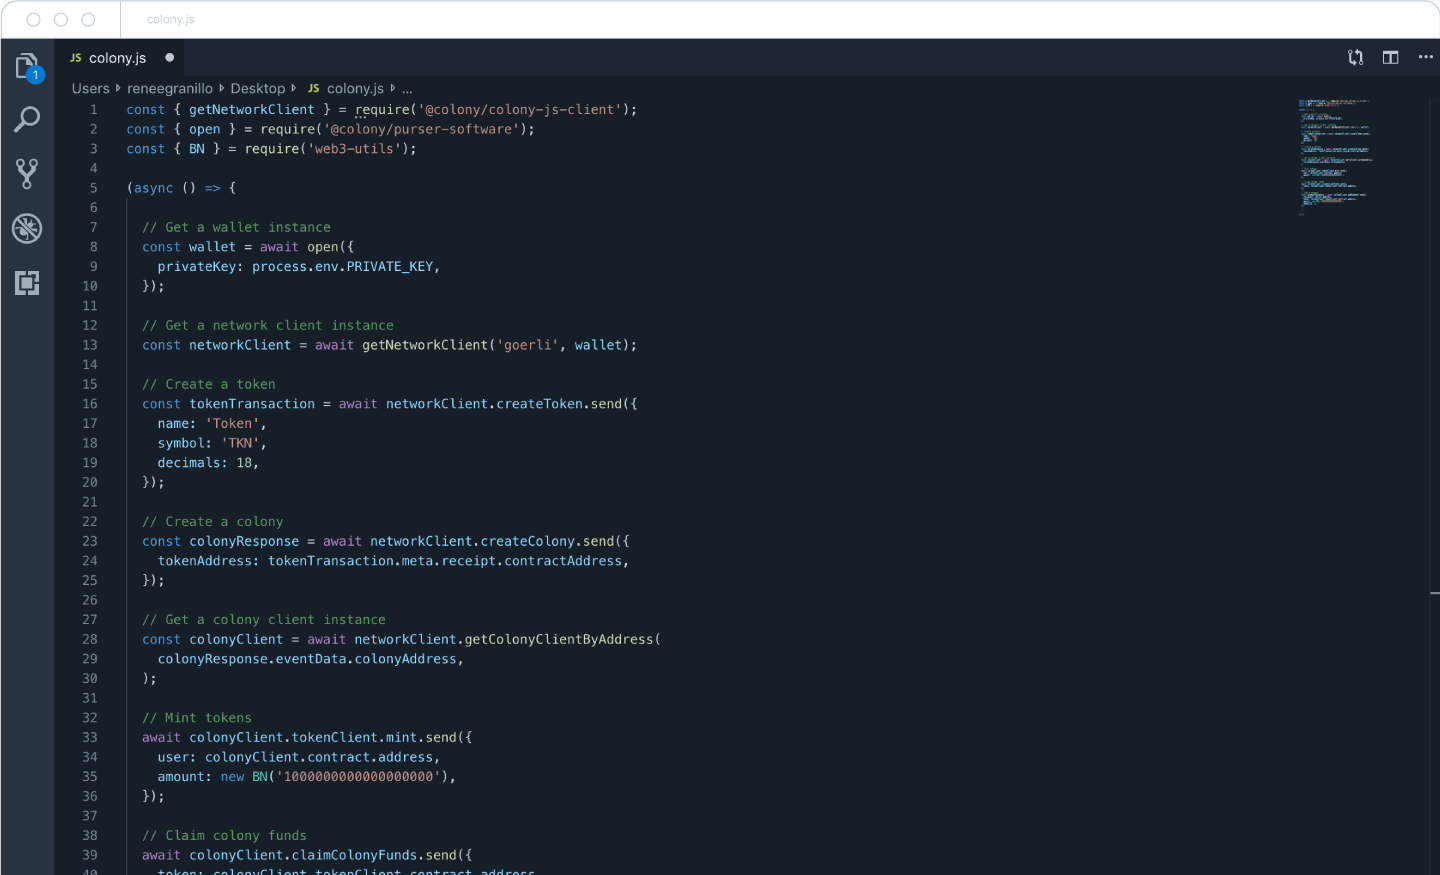 colony.js
JS colony.js
1
Users reneegranillo Desktop JS colony.js ...
1 const { getNetworkClient } = require('@colony/colony-js-client');
2 const { open } = require('@colony/purser-software');
3 const { BN } = require('web3-utils');
4
5 (async () => {
6
7 // Get a wallet instance
8 const wallet = await open({
9 privateKey: process.env.PRIVATE_KEY,
10 });
11
12 // Get a network client instance
13 const networkClient = await getNetworkClient('goerli', wallet);
14
15 // Create a token
16 const tokenTransaction = await networkClient.createToken.send({
17 name: 'Token',
18 symbol: 'TKN',
19 decimals: 18,
20 });
21
22 // Create a colony
23 const colonyResponse = await networkClient.createColony.send({
24 tokenAddress: tokenTransaction.meta.receipt.contractAddress,
25 });
26
27 // Get a colony client instance
28 const colonyClient = await networkClient.getColonyClientByAddress(
29 colonyResponse.eventData.colonyAddress,
30 );
31
32 // Mint tokens
33 await colonyClient.tokenClient.mint.send({
34 user: colonyClient.contract.address,
35 amount: new BN('1000000000000000000'),
36 });
37
38 // Claim colony funds
39 await colonyClient.claimColonyFunds.send({
40 token: colonyClient.tokenClient.contract.address,